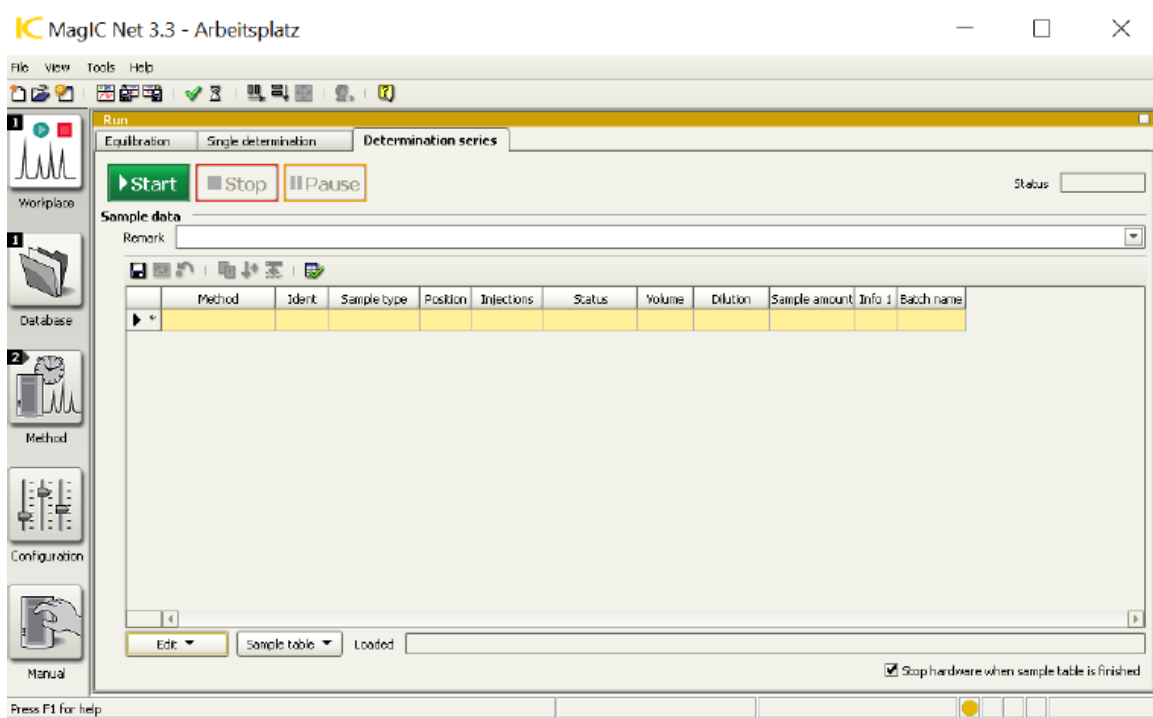 MagIC Net 3.3 - Arbeitsplatz
File View Tools Help
Run
Equilibration Single determination Determination series
Start Stop Pause Status
Sample data
Remark
Method Ident Sample type Position Injections Status Volume Dilution Sample amount Info 1 Batch name
*
1
Workplace
1
Database
2
Method
Configuration
Manual
Edit Sample table Loaded
Stop hardware when sample table is finished
Press F1 for help